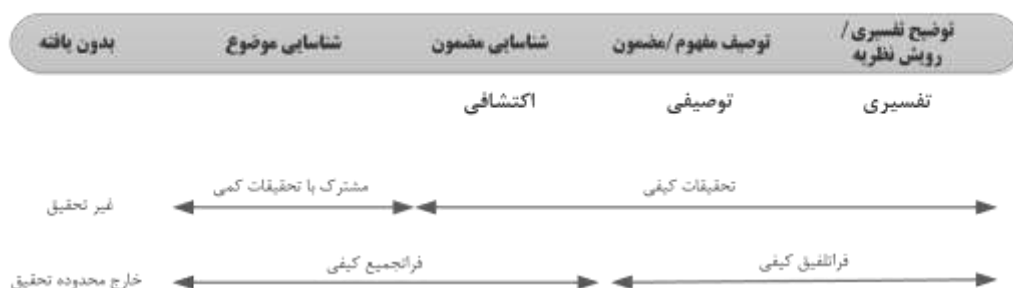 توضیح تفسیری /
رویش نظریه
توصیف مفهوم/مضمون
شناسایی مضمون
شناسایی موضوع
بدون یافته
تفسیری
توصیفی
اکتشافی
تحقیقات کیفی
مشترک با تحقیقات کمی
غیر تحقیق
فراتلفیق کیفی
فراتجمیع کیفی
خارج محدوده تحقیق